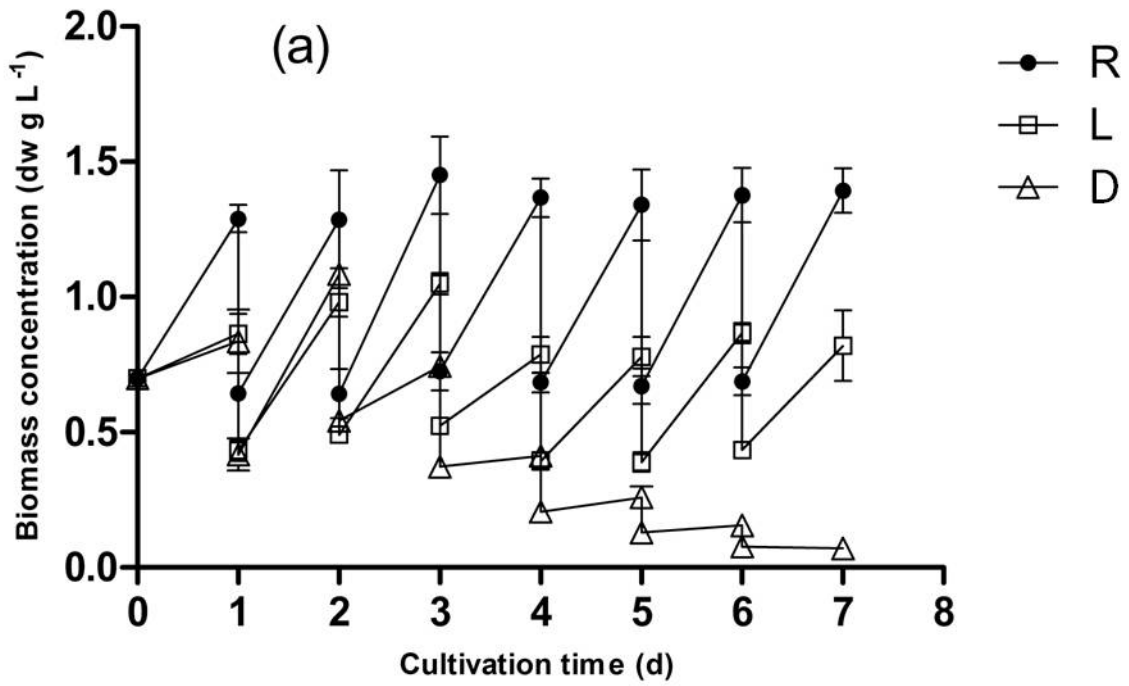 (a)
R
L
D
Biomass concentration (dw g L⁻¹)
2.0
1.5
1.0
0.5
0.0
0 1 2 3 4 5 6 7 8
Cultivation time (d)